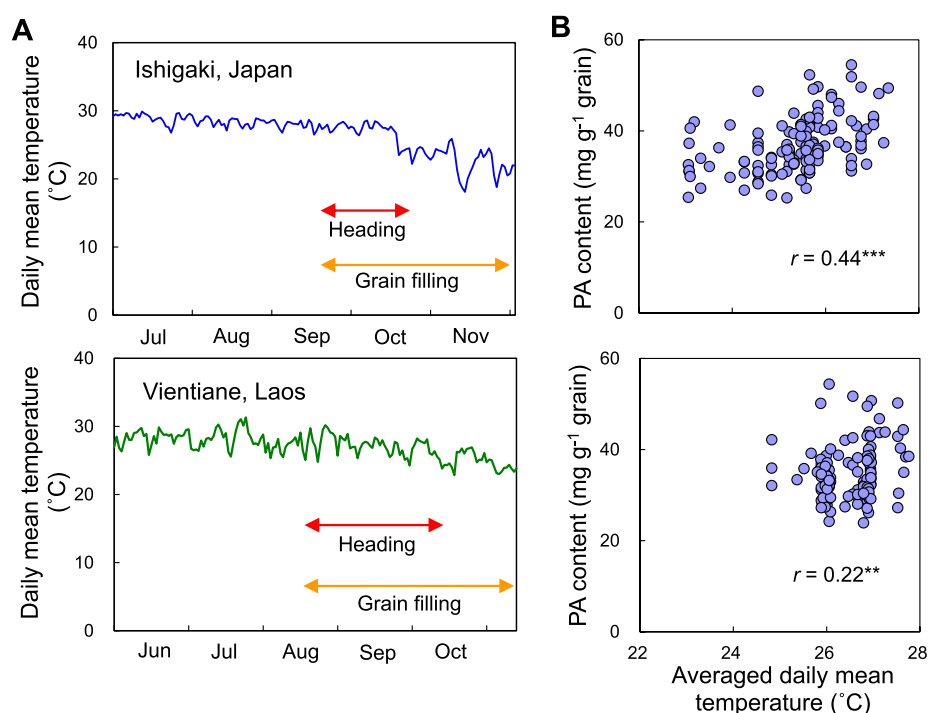 A
Daily mean temperature
(˚C)
40
30
20
10
0
Ishigaki, Japan
Heading
Grain filling
Jul Aug Sep Oct Nov
Daily mean temperature
(˚C)
40
30
20
10
0
Vientiane, Laos
Heading
Grain filling
Jun Jul Aug Sep Oct
B
PA content (mg g⁻¹ grain)
60
40
20
0
r = 0.44***
PA content (mg g⁻¹ grain)
60
40
20
0
r = 0.22**
22 24 26 28
Averaged daily mean
temperature (˚C)